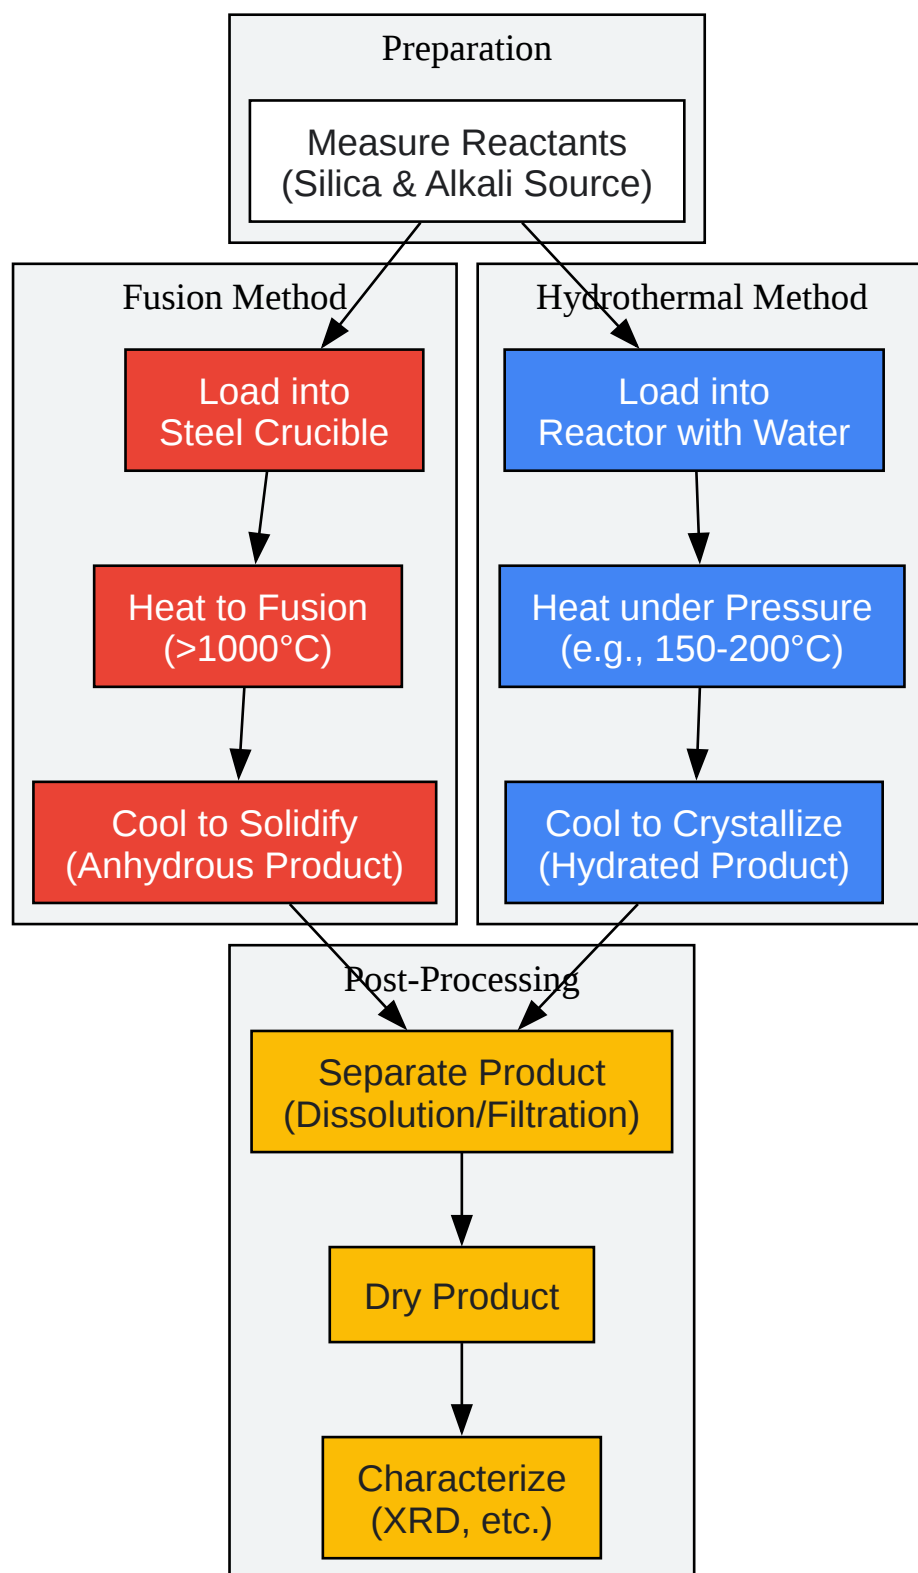 Preparation
Measure Reactants
(Silica & Alkali Source)
Fusion Method
Load into
Steel Crucible
Heat to Fusion
(>1000°C)
Cool to Solidify
(Anhydrous Product)
Hydrothermal Method
Load into
Reactor with Water
Heat under Pressure
(e.g., 150-200°C)
Cool to Crystallize
(Hydrated Product)
Post-Processing
Separate Product
(Dissolution/Filtration)
Dry Product
Characterize
(XRD, etc.)